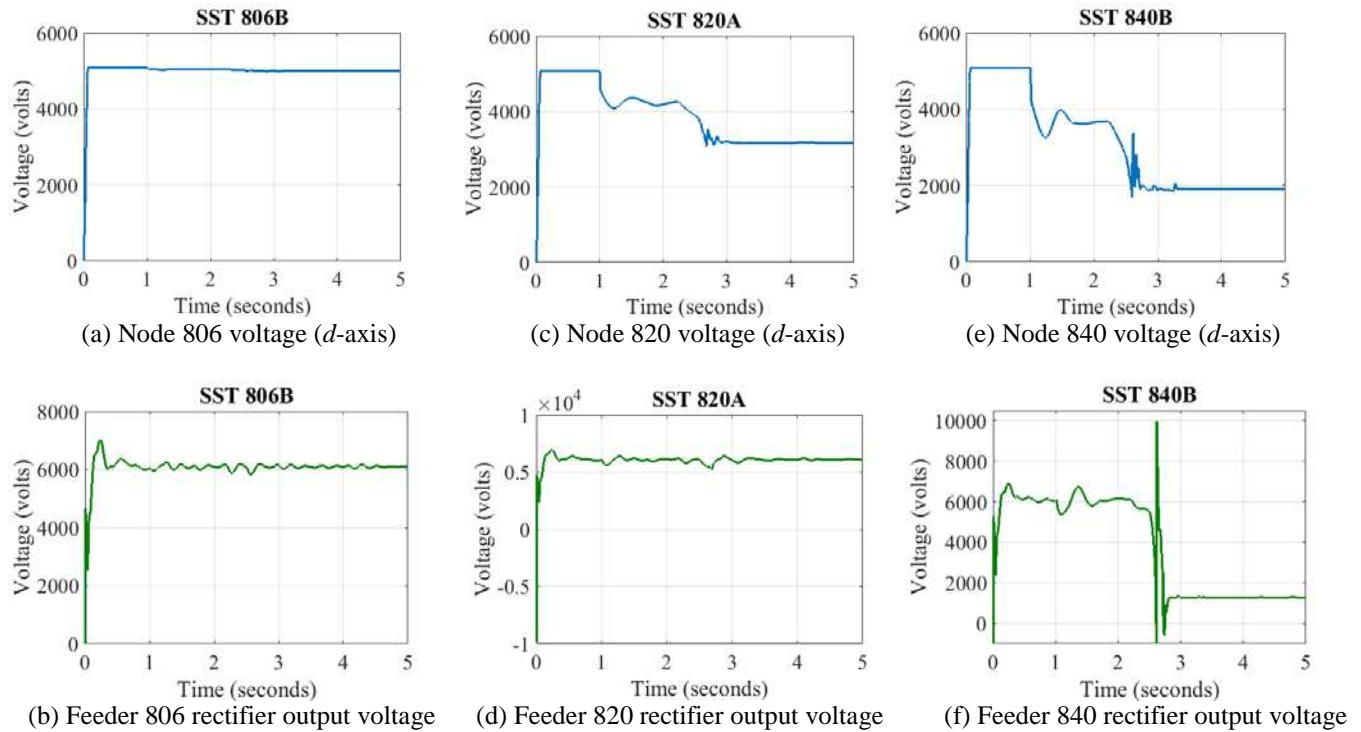 SST 806B
6000
4000
2000
0
Voltage (volts)
0 1 2 3 4 5
Time (seconds)
(a) Node 806 voltage (d-axis)
SST 820A
6000
4000
2000
0
Voltage (volts)
0 1 2 3 4 5
Time (seconds)
(c) Node 820 voltage (d-axis)
SST 840B
6000
4000
2000
0
Voltage (volts)
0 1 2 3 4 5
Time (seconds)
(e) Node 840 voltage (d-axis)
SST 806B
8000
6000
4000
2000
0
Voltage (volts)
0 1 2 3 4 5
Time (seconds)
(b) Feeder 806 rectifier output voltage
×10⁴
SST 820A
1
0.5
0
-0.5
-1
Voltage (volts)
0 1 2 3 4 5
Time (seconds)
(d) Feeder 820 rectifier output voltage
SST 840B
10000
8000
6000
4000
2000
0
Voltage (volts)
0 1 2 3 4 5
Time (seconds)
(f) Feeder 840 rectifier output voltage